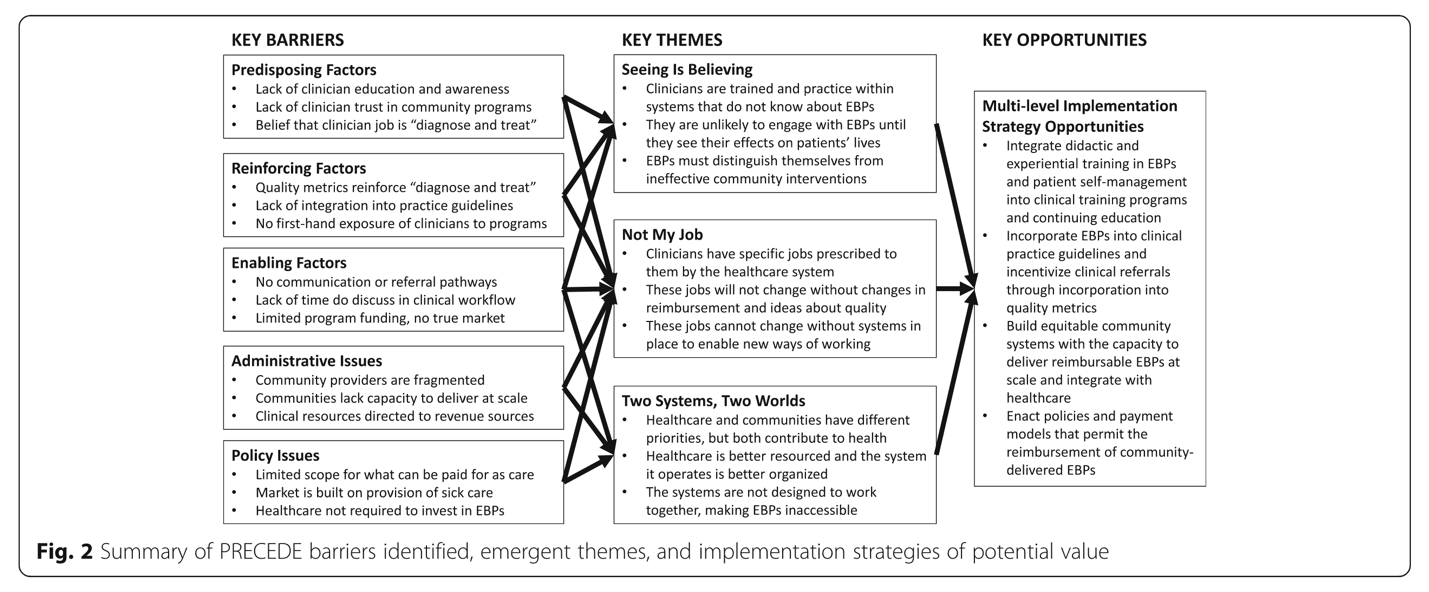 KEY BARRIERS
Predisposing Factors
• Lack of clinician education and awareness
• Lack of clinician trust in community programs
• Belief that clinician job is “diagnose and treat”
Reinforcing Factors
• Quality metrics reinforce “diagnose and treat”
• Lack of integration into practice guidelines
• No first-hand exposure of clinicians to programs
Enabling Factors
• No communication or referral pathways
• Lack of time do discuss in clinical workflow
• Limited program funding, no true market
Administrative Issues
• Community providers are fragmented
• Communities lack capacity to deliver at scale
• Clinical resources directed to revenue sources
Policy Issues
• Limited scope for what can be paid for as care
• Market is built on provision of sick care
• Healthcare not required to invest in EBPs
KEY THEMES
Seeing Is Believing
• Clinicians are trained and practice within
systems that do not know about EBPs
• They are unlikely to engage with EBPs until
they see their effects on patients’ lives
• EBPs must distinguish themselves from
ineffective community interventions
Not My Job
• Clinicians have specific jobs prescribed to
them by the healthcare system
• These jobs will not change without changes in
reimbursement and ideas about quality
• These jobs cannot change without systems in
place to enable new ways of working
Two Systems, Two Worlds
• Healthcare and communities have different
priorities, but both contribute to health
• Healthcare is better resourced and the system
it operates is better organized
• The systems are not designed to work
together, making EBPs inaccessible
KEY OPPORTUNITIES
Multi-level Implementation
Strategy Opportunities
• Integrate didactic and
experiential training in EBPs
and patient self-management
into clinical training programs
and continuing education
• Incorporate EBPs into clinical
practice guidelines and
incentivize clinical referrals
through incorporation into
quality metrics
• Build equitable community
systems with the capacity to
deliver reimbursable EBPs at
scale and integrate with
healthcare
• Enact policies and payment
models that permit the
reimbursement of community-
delivered EBPs
Fig. 2 Summary of PRECEDE barriers identified, emergent themes, and implementation strategies of potential value